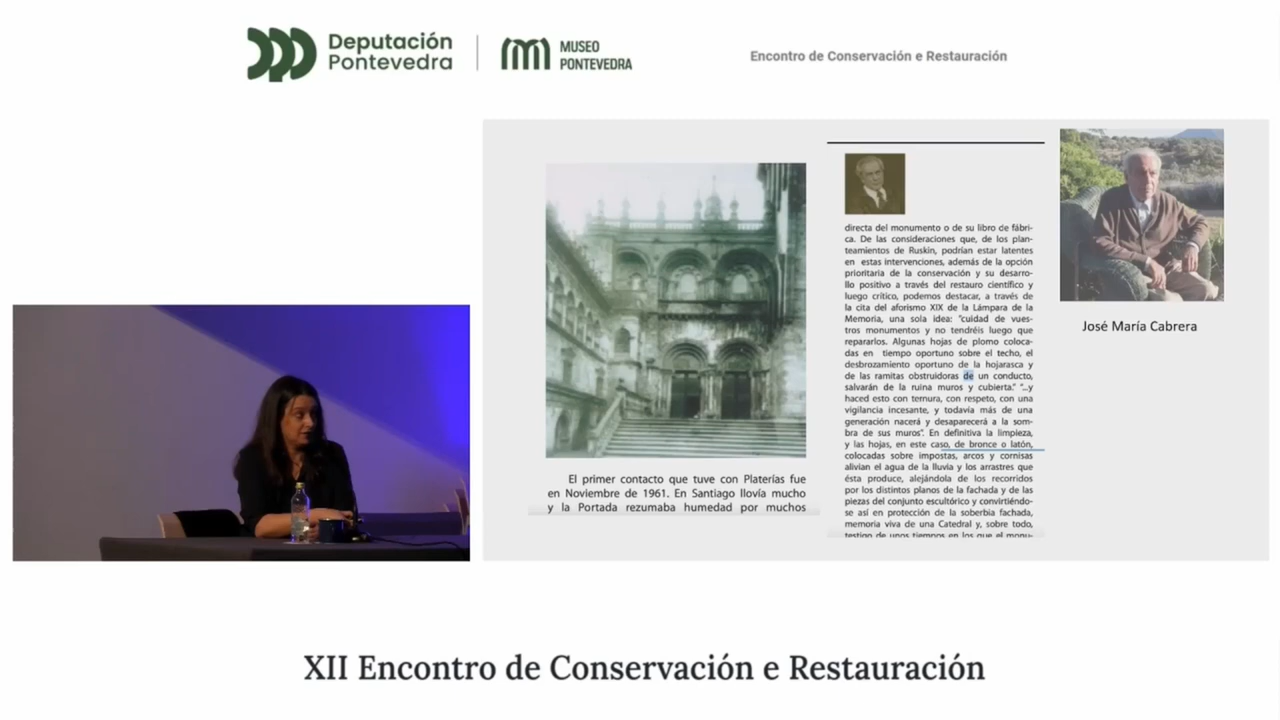 Deputación
Pontevedra
MUSEO
PONTEVEDRA
Encontro de Conservación e Restauración
El primer contacto que tuve con Platerías fue
en Noviembre de 1961. En Santiago llovía mucho
y la Portada rezumaba humedad por muchos
directa del monumento o de su libro de fábri-
ca. De las consideraciones que, de los plan-
teamientos de Ruskin, podrían estar latentes
en estas intervenciones, además de la opción
prioritaria de la conservación y su desarro-
llo positivo a través del restauro científico y
luego crítico, podemos destacar, a través de
la cita del aforismo XIX de la Lámpara de la
Memoria, una sola idea: "cuidad de vues-
tros monumentos y no tendréis luego que
repararlos. Algunas hojas de plomo coloca-
das en tiempo oportuno sobre el techo, el
desbrozamiento oportuno de la hojarasca y
de las ramitas obstruidoras de un conducto,
salvarán de la ruina muros y cubierta." "...y
haced esto con ternura, con respeto, con una
vigilancia incesante, y todavía más de una
generación nacerá y desaparecerá a la som-
bra de sus muros". En definitiva la limpieza,
y las hojas, en este caso, de bronce o latón,
colocadas sobre impostas, arcos y cornisas
alivian el agua de la lluvia y los arrastres que
ésta produce, alejándola de los recorridos
por los distintos planos de la fachada y de las
piezas del conjunto escultórico y convirtiéndo-
se así en protección de la soberbia fachada,
memoria viva de una Catedral y, sobre todo,
testigo de unos tiempos en los que el monu-
José María Cabrera
XII Encontro de Conservación e Restauración